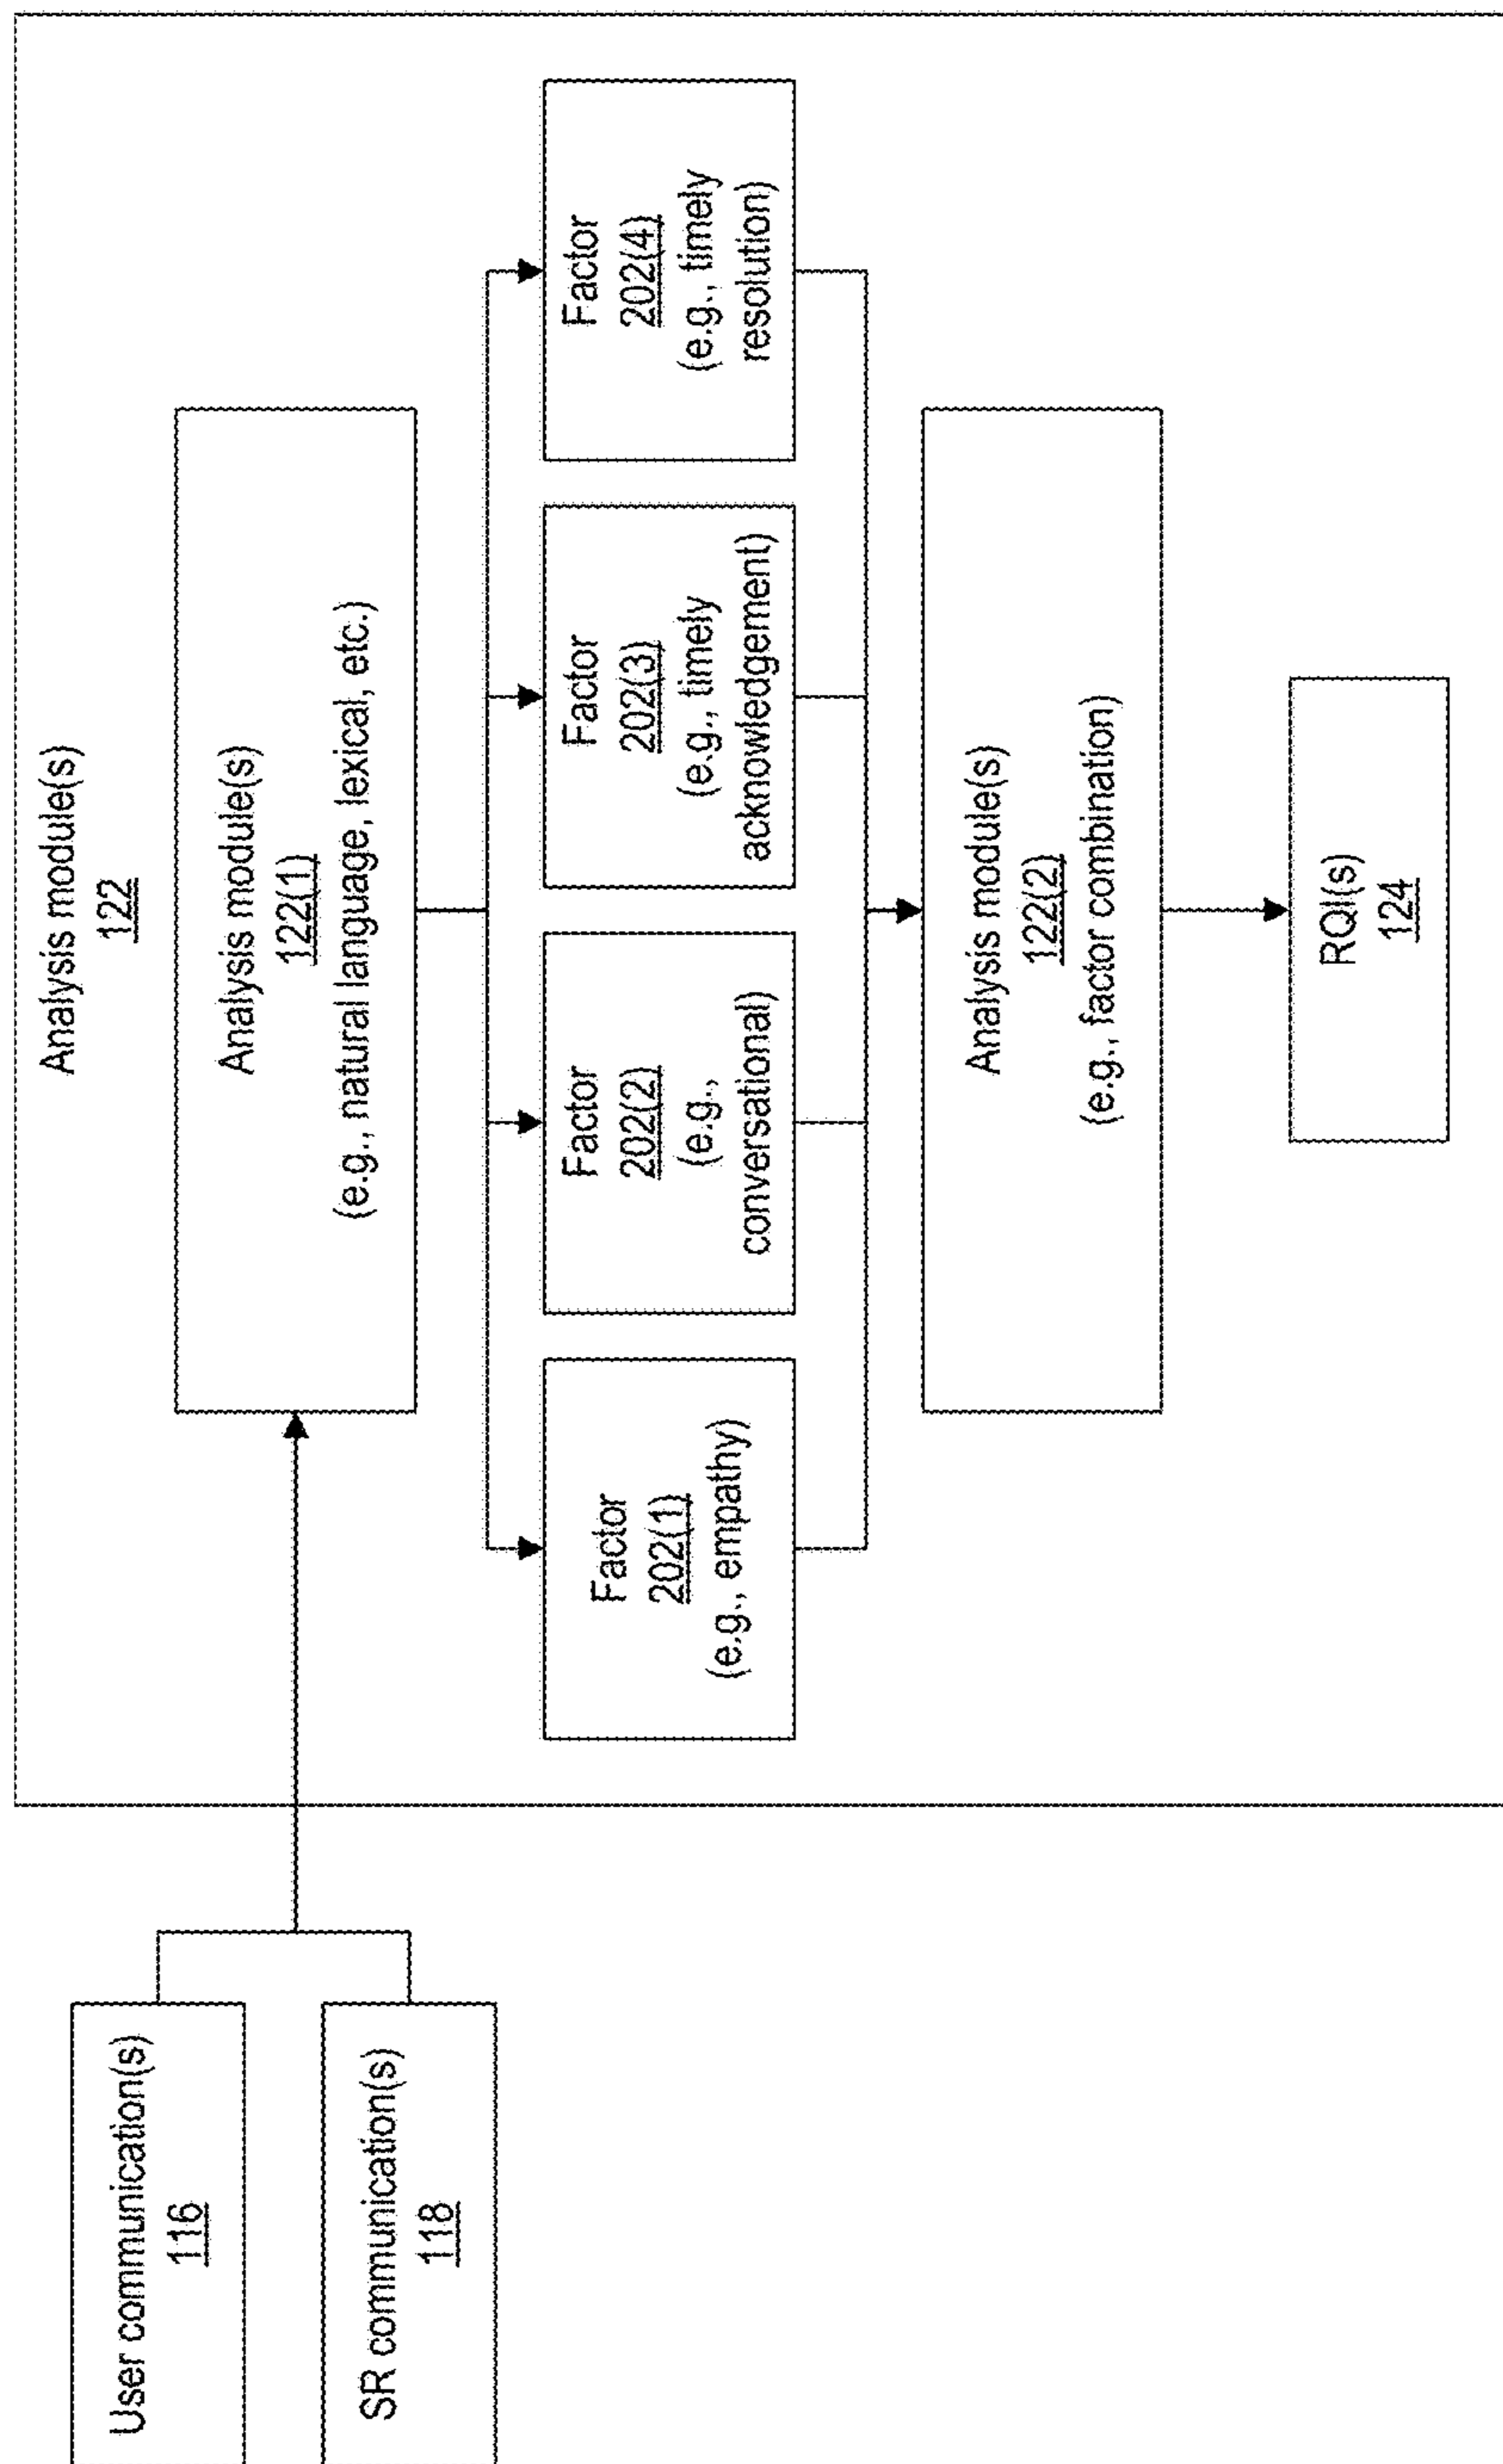 User communication(s)
116
SR communication(s)
118
Analysis module(s)
122
Analysis module(s)
122(1)
(e.g., natural language, lexical, etc.)
Factor
202(1)
(e.g., empathy)
Factor
202(2)
(e.g.,
conversational)
Factor
202(3)
(e.g., timely
acknowledgement)
Factor
202(4)
(e.g., timely
resolution)
Analysis module(s)
122(2)
(e.g., factor combination)
RQI(s)
124